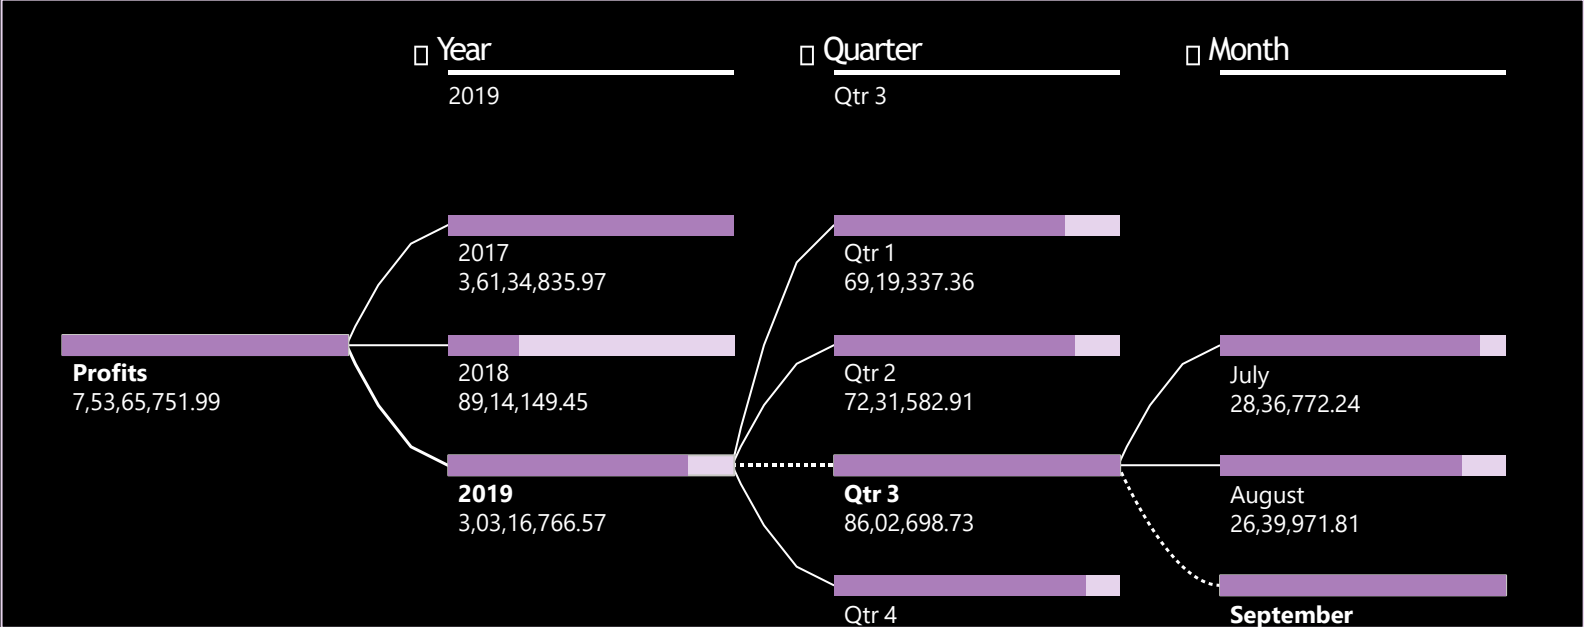 Year
Quarter
Month
2019
Qtr 3
2017
3,61,34,835.97
Qtr 1
69,19,337.36
Profits
7,53,65,751.99
2018
89,14,149.45
Qtr 2
72,31,582.91
July
28,36,772.24
2019
3,03,16,766.57
Qtr 3
86,02,698.73
August
26,39,971.81
Qtr 4
September